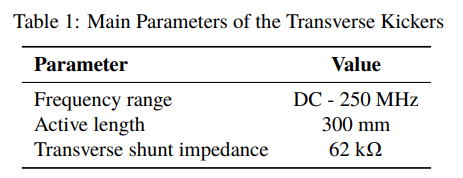 Table 1: Main Parameters of the Transverse Kickers
Parameter Value
Frequency range DC - 250 MHz
Active length 300 mm
Transverse shunt impedance 62 kΩ